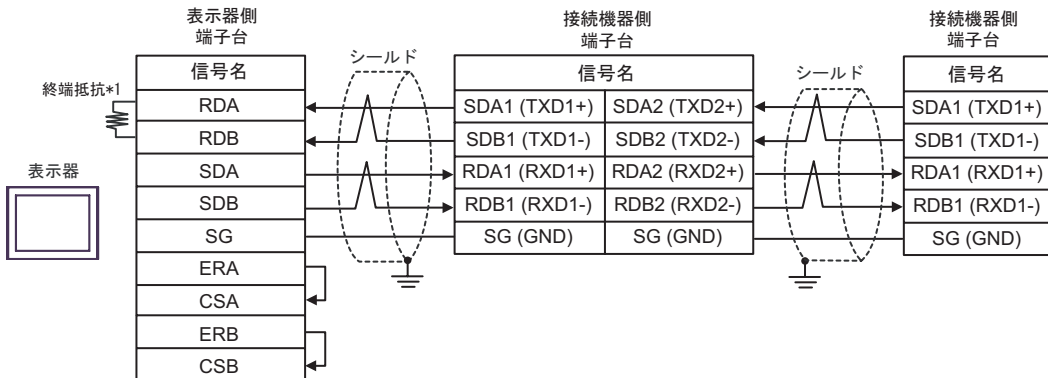 表示器側
端子台
接続機器側
端子台
接続機器側
端子台
シールド
シールド
終端抵抗*1
表示器
信号名
RDA
RDB
SDA
SDB
SG
ERA
CSA
ERB
CSB
信号名
SDA1 (TXD1+) SDA2 (TXD2+)
SDB1 (TXD1-) SDB2 (TXD2-)
RDA1 (RXD1+) RDA2 (RXD2+)
RDB1 (RXD1-) RDB2 (RXD2-)
SG (GND) SG (GND)
信号名
SDA1 (TXD1+)
SDB1 (TXD1-)
RDA1 (RXD1+)
RDB1 (RXD1-)
SG (GND)